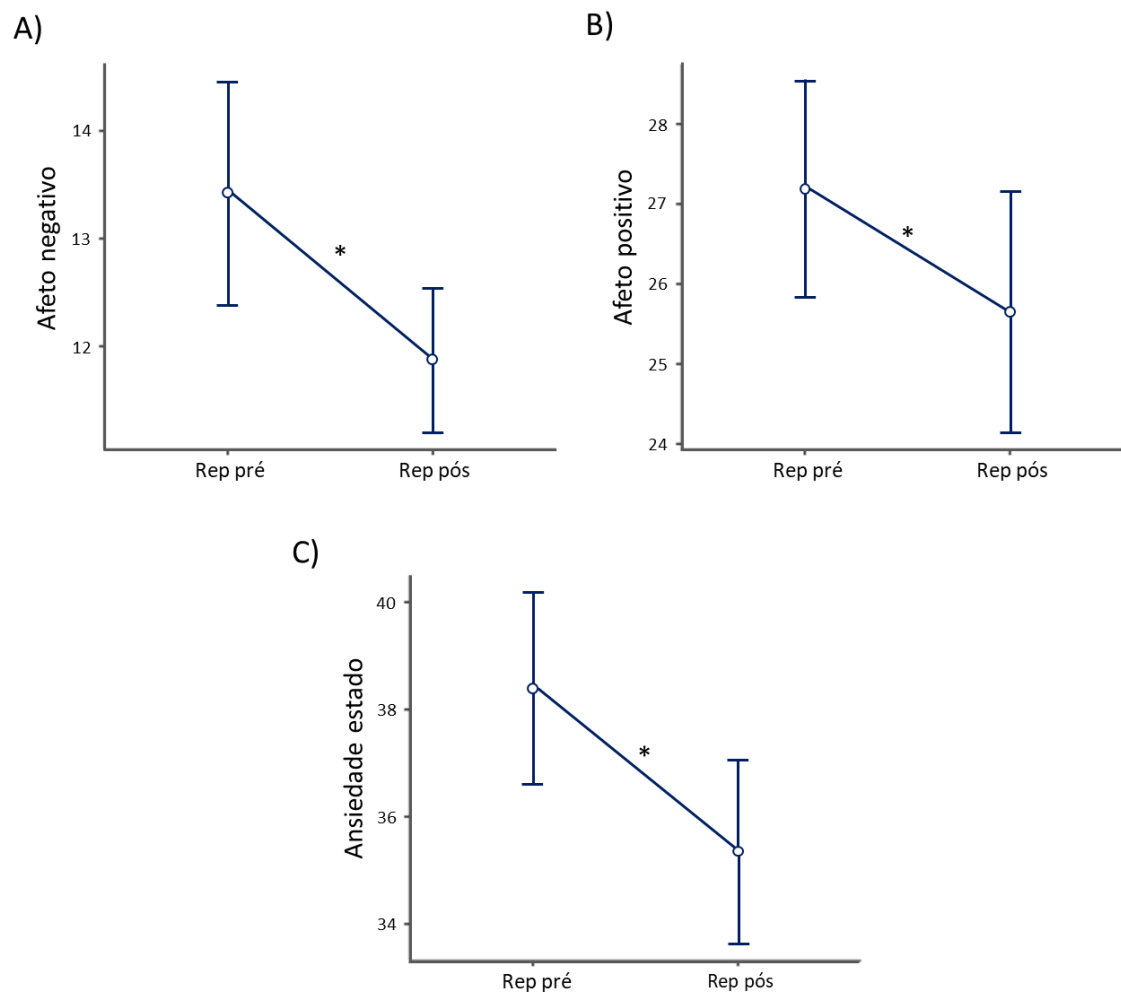 A)
Afeto negativo
14
13
12
*
Rep pré
Rep pós
B)
Afeto positivo
28
27
26
25
24
*
Rep pré
Rep pós
C)
Ansiedade estado
40
38
36
34
*
Rep pré
Rep pós